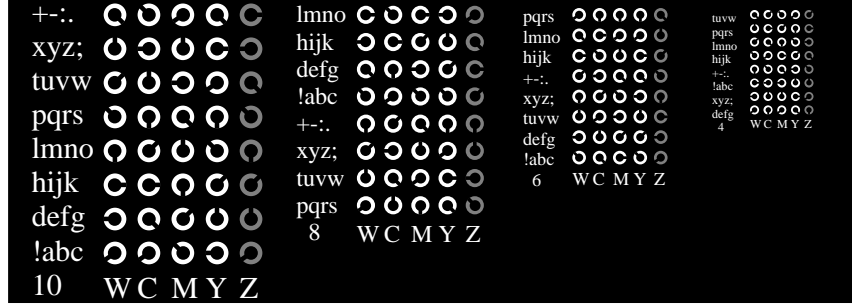 +-:.
xyz;
tuvw
pqrs
lmno
hijk
defg
!abc
10 W C M Y Z
lmno
hijk
defg
!abc
+-:.
xyz;
tuvw
pqrs
8 W C M Y Z
pqrs
lmno
hijk
+-:.
xyz;
tuvw
defg
!abc
6 W C M Y Z
tuvw
pqrs
lmno
hijk
+-:.
!abc
xyz;
defg
4 W C M Y Z